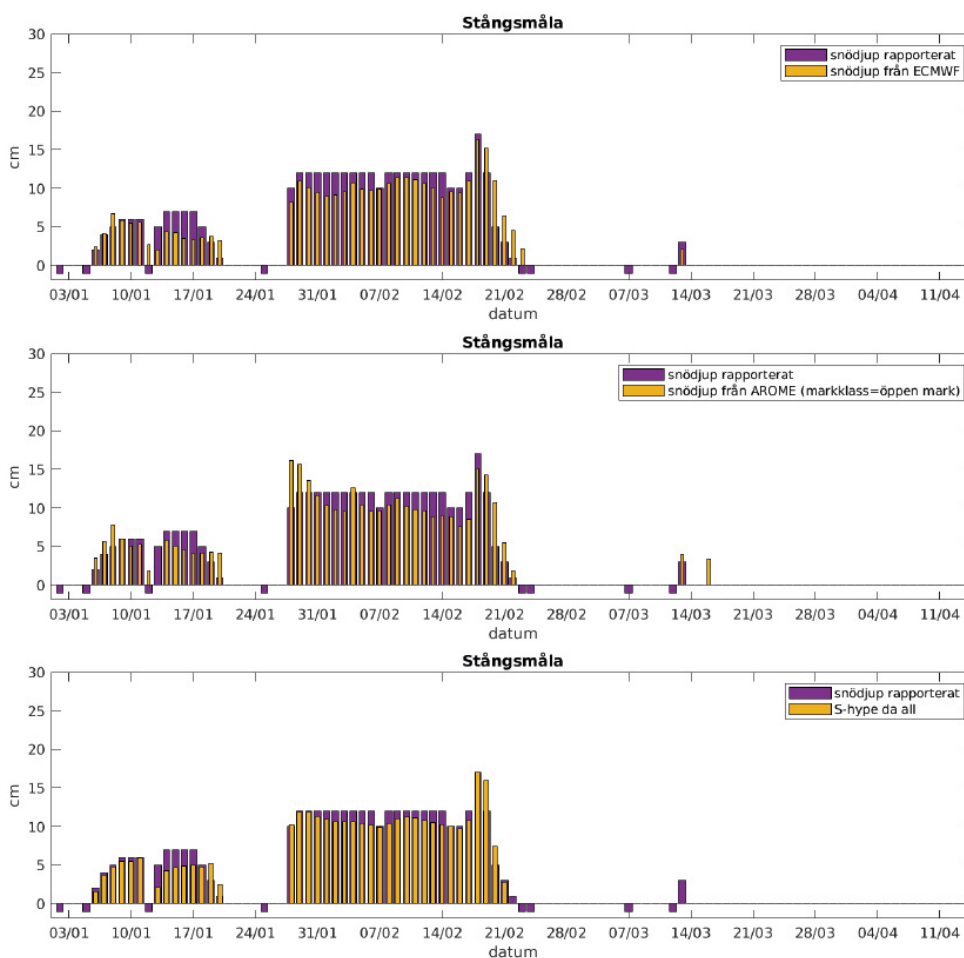 Stångsmåla
30
25
20
15
10
5
0
cm
snödjup rapporterat
snödjup från ECMWF
03/01 10/01 17/01 24/01 31/01 07/02 14/02 21/02 28/02 07/03 14/03 21/03 28/03 04/04 11/04
datum
Stångsmåla
30
25
20
15
10
5
0
cm
snödjup rapporterat
snödjup från AROME (markklass=öppen mark)
03/01 10/01 17/01 24/01 31/01 07/02 14/02 21/02 28/02 07/03 14/03 21/03 28/03 04/04 11/04
datum
Stångsmåla
30
25
20
15
10
5
0
cm
snödjup rapporterat
S-hype da all
03/01 10/01 17/01 24/01 31/01 07/02 14/02 21/02 28/02 07/03 14/03 21/03 28/03 04/04 11/04
datum